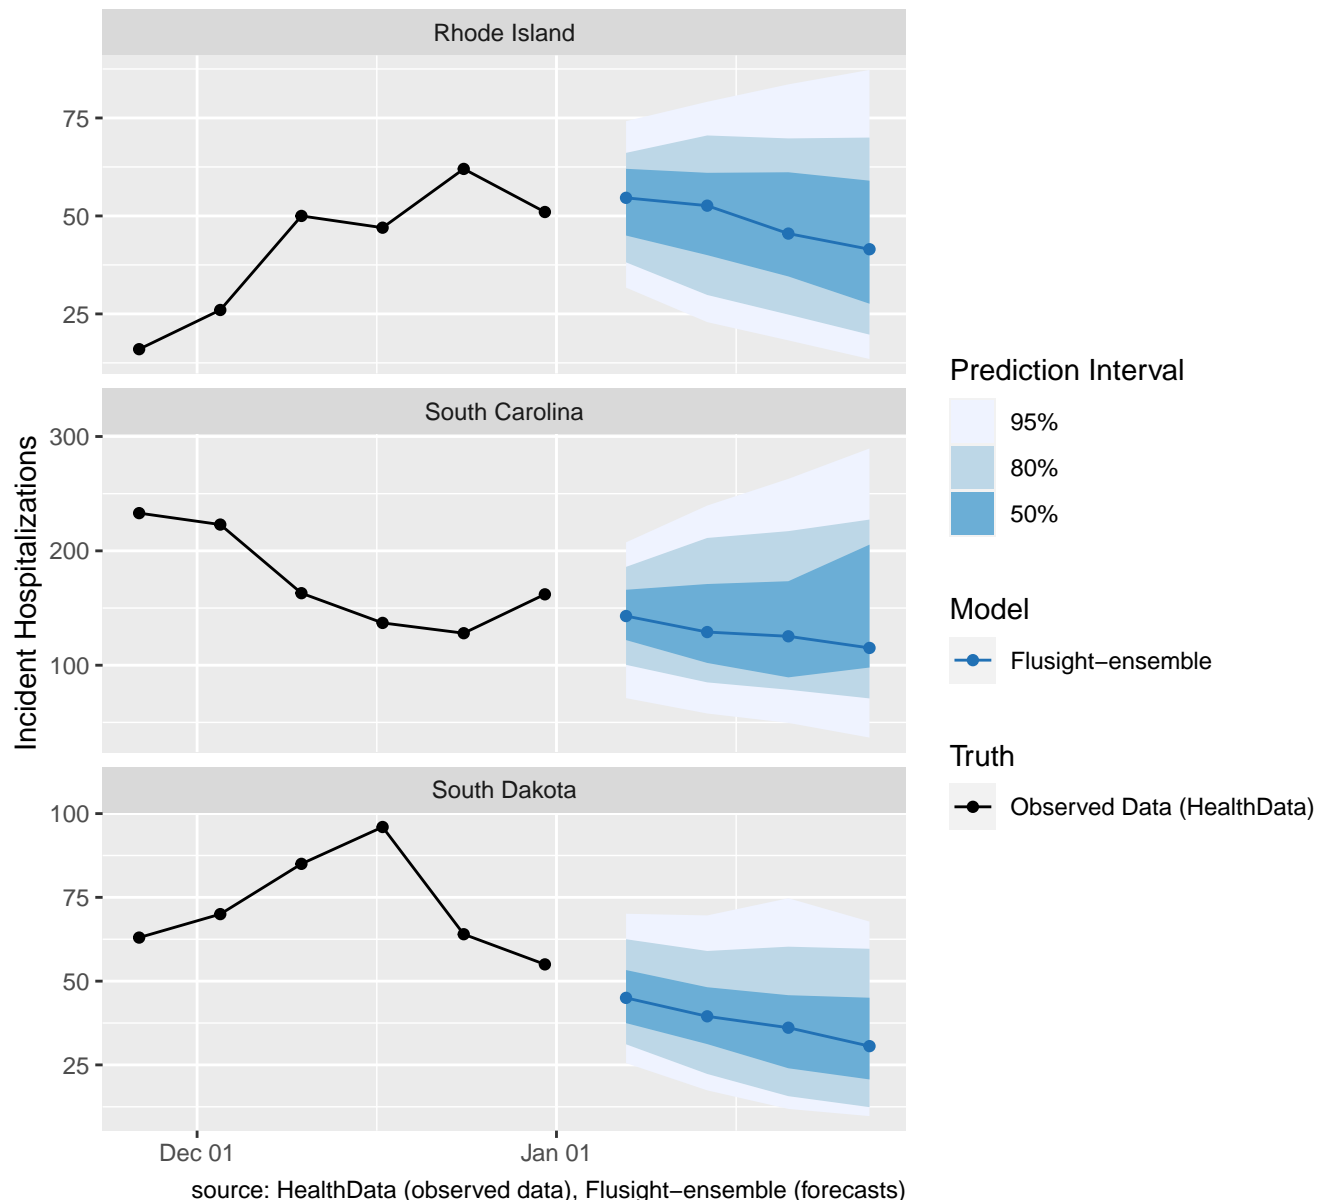 Rhode Island
75
50
25
South Carolina
300
200
100
South Dakota
100
75
50
25
Dec 01
Jan 01
Incident Hospitalizations
source: HealthData (observed data), Flusight−ensemble (forecasts)
Prediction Interval
95%
80%
50%
Model
Flusight−ensemble
Truth
Observed Data (HealthData)